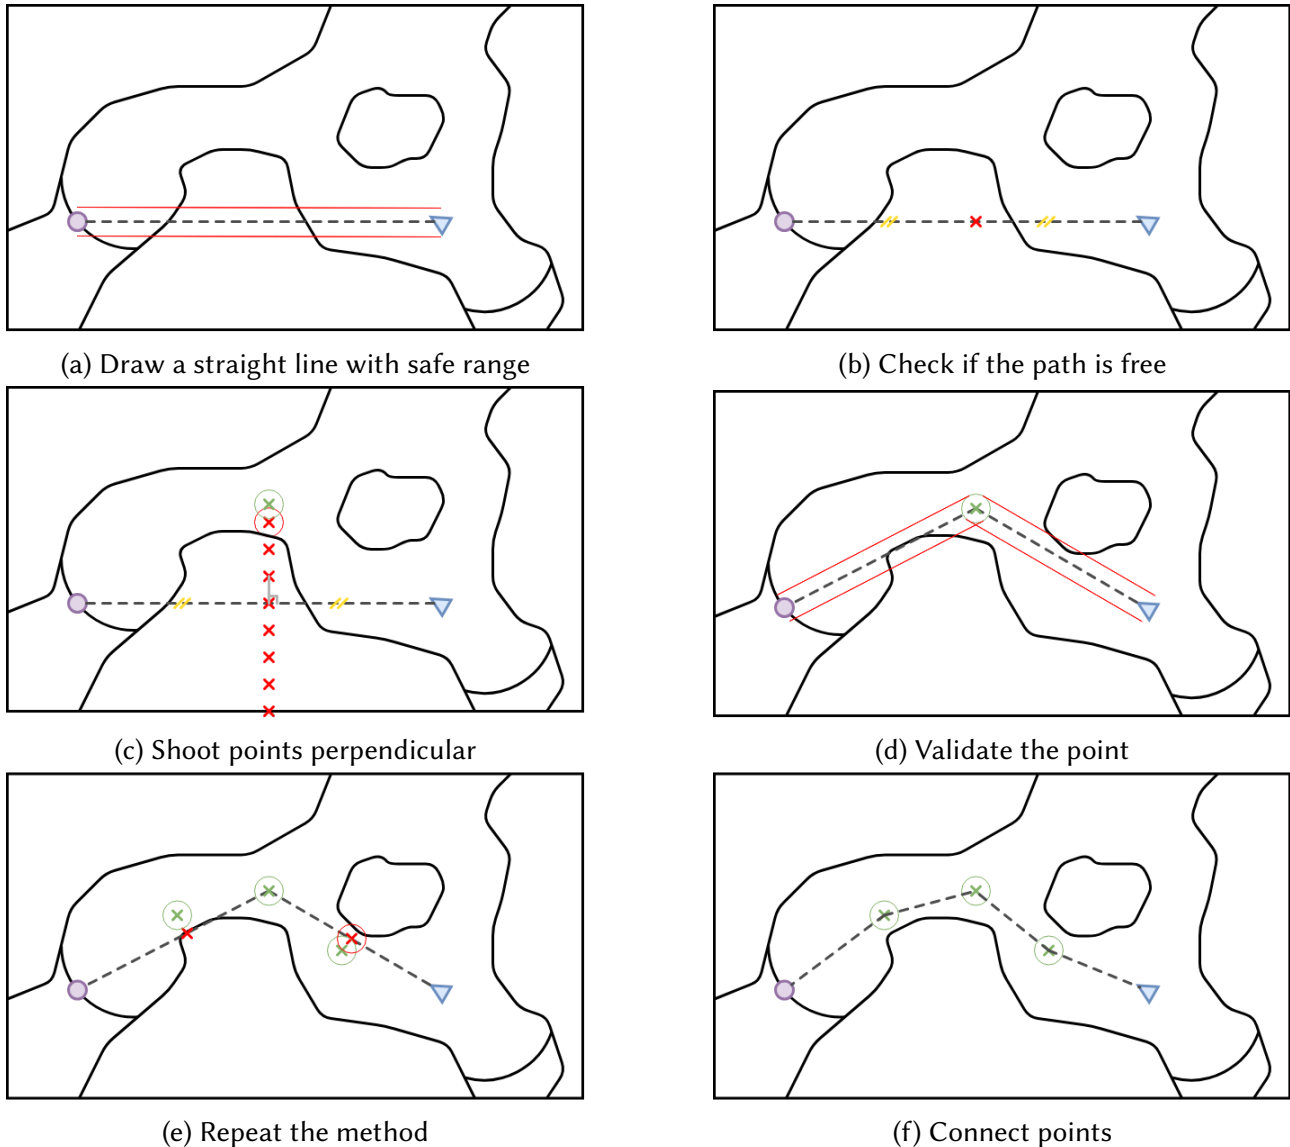 (a) Draw a straight line with safe range
(b) Check if the path is free
(c) Shoot points perpendicular
(d) Validate the point
(e) Repeat the method
(f) Connect points